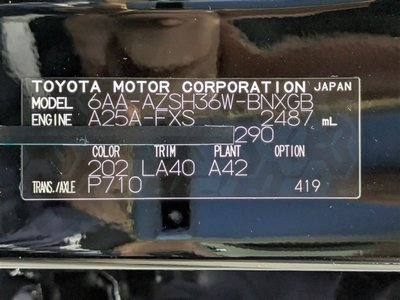 TOYOTA MOTOR CORPORATION JAPAN
MODEL 6AA-AZSH36W-BNXGB
ENGINE A25A-FXS 2487 mL
290
COLOR TRIM PLANT OPTION
202 LA40 A42
TRANS./AXLE P710 419